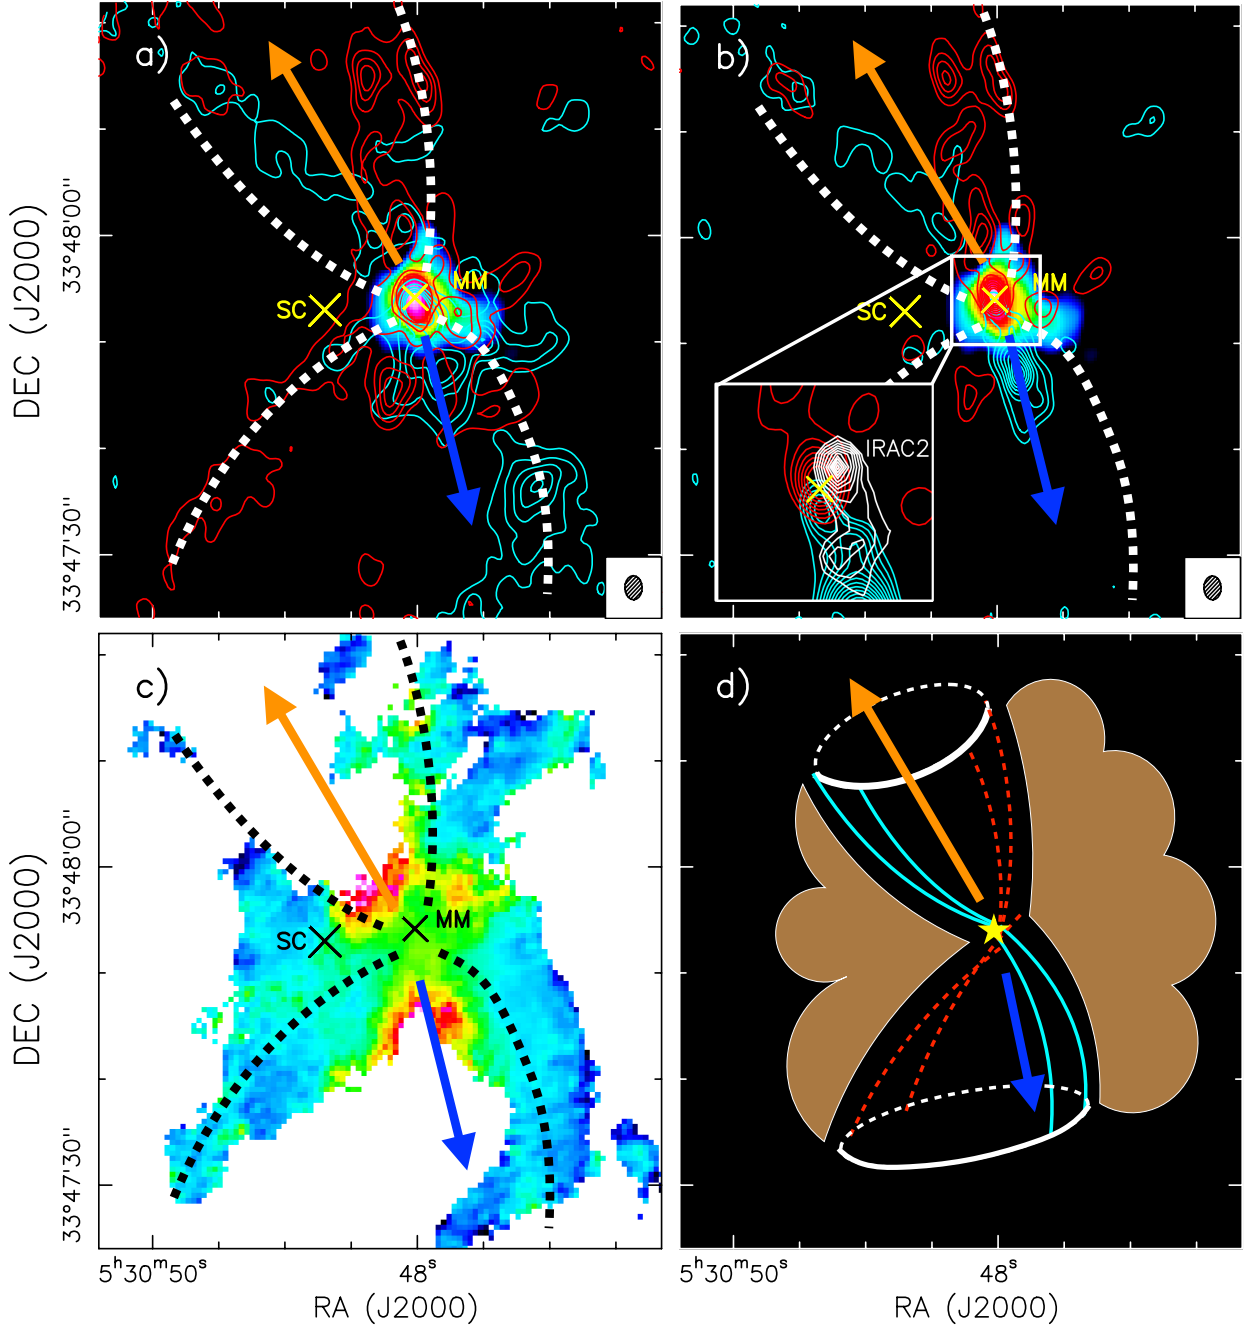 a)
b)
DEC (J2000)
33°48'00"
33°47'30"
SC
MM
SC
MM
IRAC2
c)
d)
DEC (J2000)
33°48'00"
33°47'30"
SC
MM
5ʰ30ᵐ50ˢ
48ˢ
5ʰ30ᵐ50ˢ
48ˢ
RA (J2000)
RA (J2000)